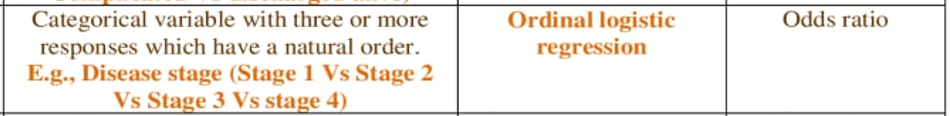 Categorical variable with three or more
responses which have a natural order.
E.g., Disease stage (Stage 1 Vs Stage 2
Vs Stage 3 Vs stage 4)
Ordinal logistic
regression
Odds ratio